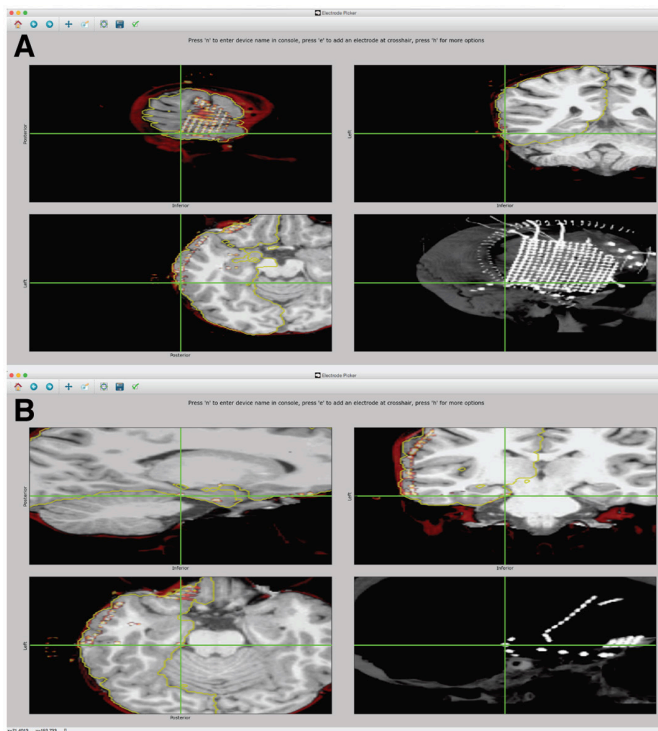 Electrode Picker
A
Press 'n' to enter device name in console, press 'e' to add an electrode at crosshair, press 'h' for more options
Posterior
Left
Inferior
Inferior
Left
Posterior
Electrode Picker
B
Press 'n' to enter device name in console, press 'e' to add an electrode at crosshair, press 'h' for more options
Posterior
Left
Inferior
Inferior
Left
Posterior